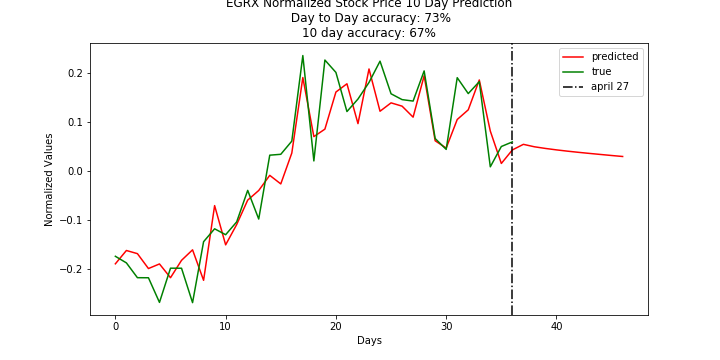 EGRX Normalized Stock Price 10 Day Prediction
Day to Day accuracy: 73%
10 day accuracy: 67%
predicted
true
april 27
Normalized Values
0.2
0.1
0.0
−0.1
−0.2
0 10 20 30 40
Days